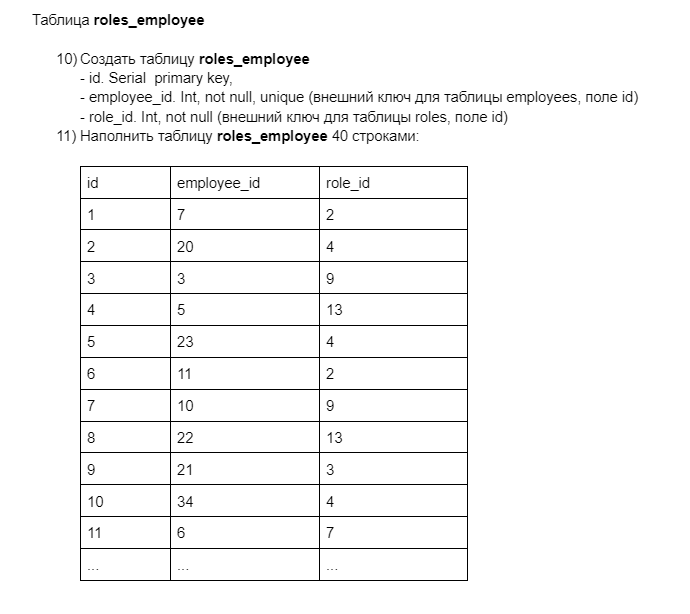 Таблица roles_employee
10) Создать таблицу roles_employee
- id. Serial primary key,
- employee_id. Int, not null, unique (внешний ключ для таблицы employees, поле id)
- role_id. Int, not null (внешний ключ для таблицы roles, поле id)
11) Наполнить таблицу roles_employee 40 строками:
id employee_id role_id
1 7 2
2 20 4
3 3 9
4 5 13
5 23 4
6 11 2
7 10 9
8 22 13
9 21 3
10 34 4
11 6 7
... ... ...